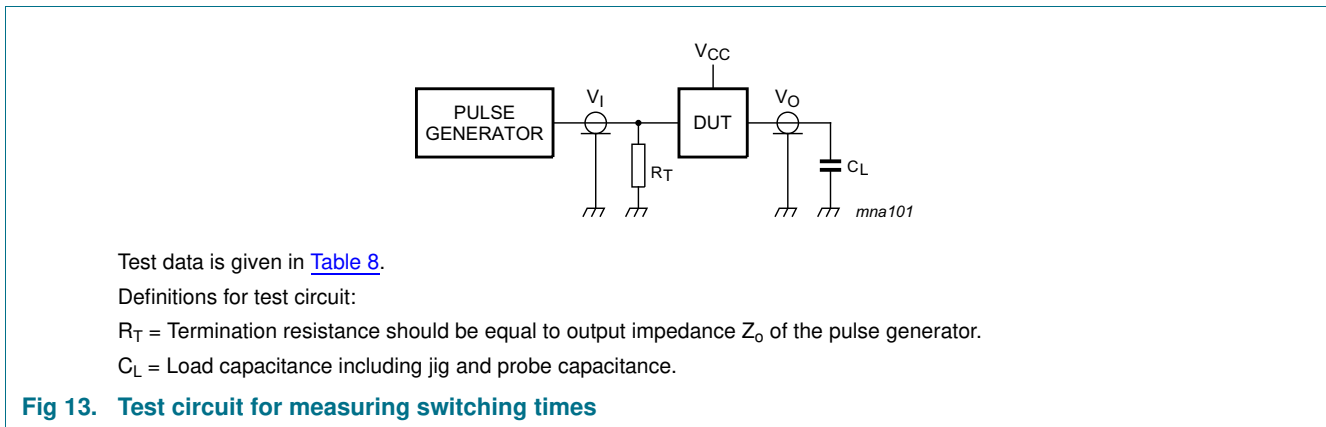 VCC
PULSE
GENERATOR
VI
DUT
VO
RT
CL
mna101
Test data is given in Table 8.
Definitions for test circuit:
RT = Termination resistance should be equal to output impedance Zo of the pulse generator.
CL = Load capacitance including jig and probe capacitance.
Fig 13. Test circuit for measuring switching times